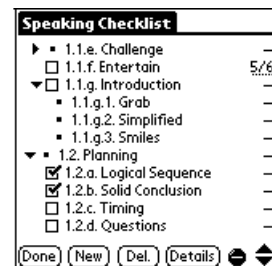 Speaking Checklist
1.1.e. Challenge –
1.1.f. Entertain 5/6
1.1.g. Introduction –
1.1.g.1. Grab –
1.1.g.2. Simplified –
1.1.g.3. Smiles –
1.2. Planning –
1.2.a. Logical Sequence –
1.2.b. Solid Conclusion –
1.2.c. Timing –
1.2.d. Questions –
Done New Del. Details